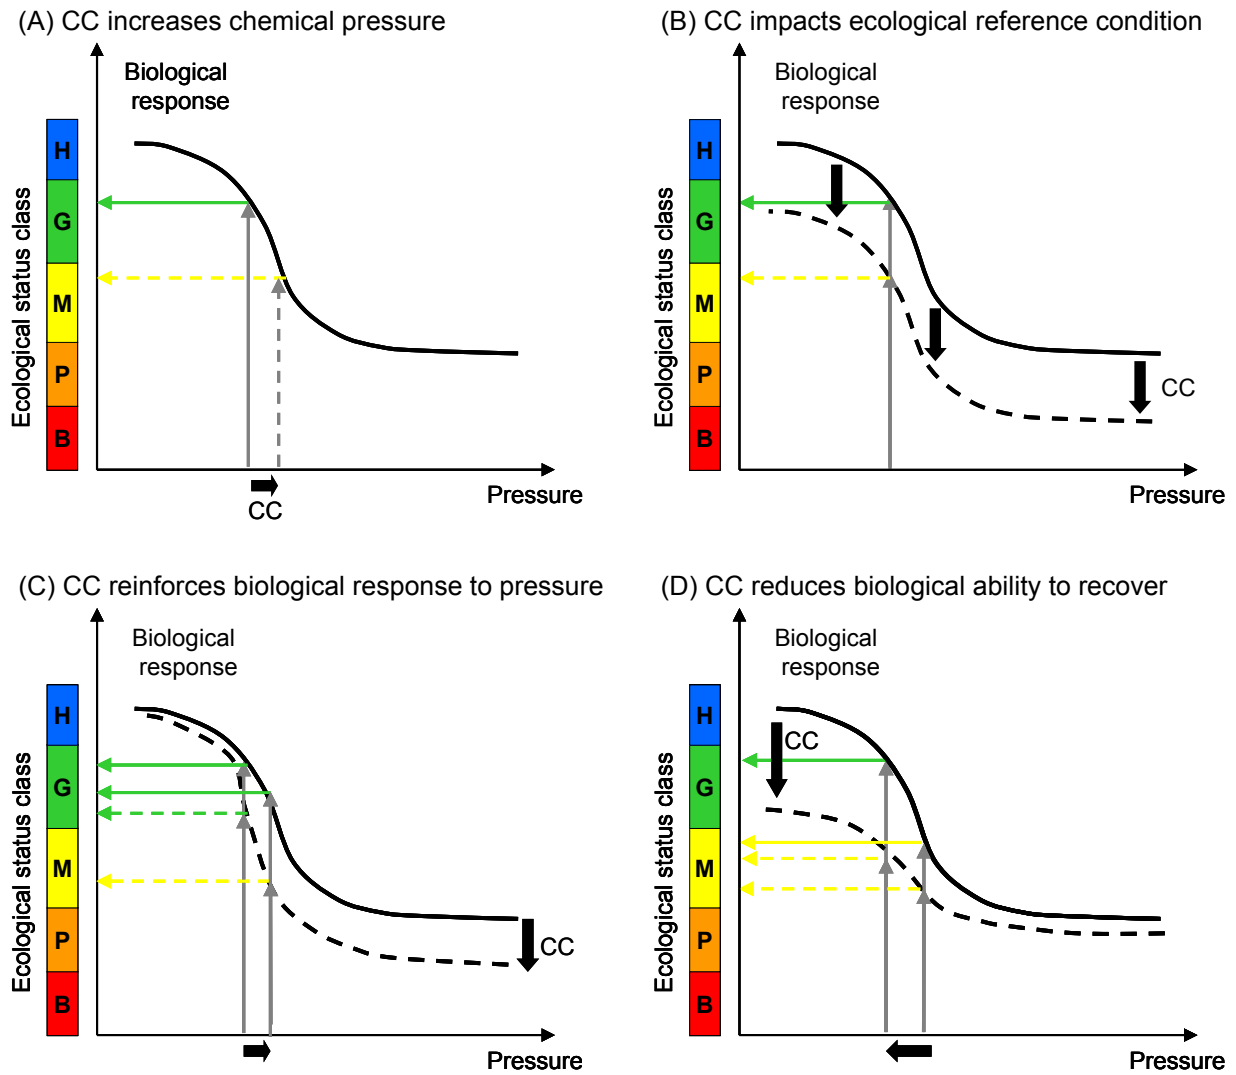 (A) CC increases chemical pressure
Biological
response
Ecological status class
H
G
M
P
B
CC
Pressure
(B) CC impacts ecological reference condition
Biological
response
Ecological status class
H
G
M
P
B
CC
Pressure
(C) CC reinforces biological response to pressure
Biological
response
Ecological status class
H
G
M
P
B
CC
Pressure
(D) CC reduces biological ability to recover
Biological
response
Ecological status class
H
G
M
P
B
CC
Pressure